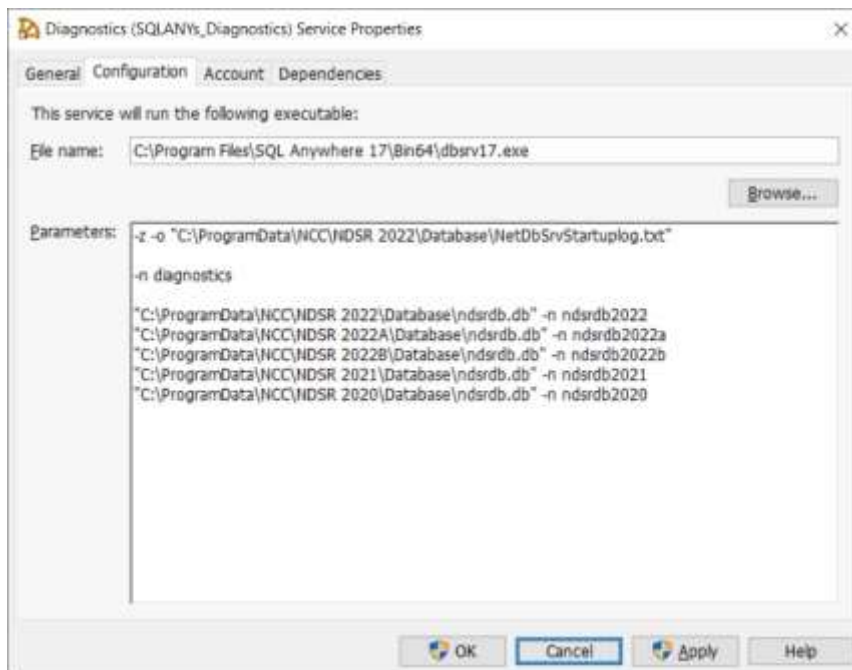 Diagnostics (SQLANYs_Diagnostics) Service Properties
General Configuration Account Dependencies
This service will run the following executable:
File name: C:\Program Files\SQL Anywhere 17\Bin64\dbsrv17.exe
Browse...
Parameters: -z -o "C:\ProgramData\NCC\NDSR 2022\Database\NetDbSrvStartuplog.txt"
-n diagnostics
"C:\ProgramData\NCC\NDSR 2022\Database\ndsrdb.db" -n ndsrdb2022
"C:\ProgramData\NCC\NDSR 2022A\Database\ndsrdb.db" -n ndsrdb2022a
"C:\ProgramData\NCC\NDSR 2022B\Database\ndsrdb.db" -n ndsrdb2022b
"C:\ProgramData\NCC\NDSR 2021\Database\ndsrdb.db" -n ndsrdb2021
"C:\ProgramData\NCC\NDSR 2020\Database\ndsrdb.db" -n ndsrdb2020
OK Cancel Apply Help